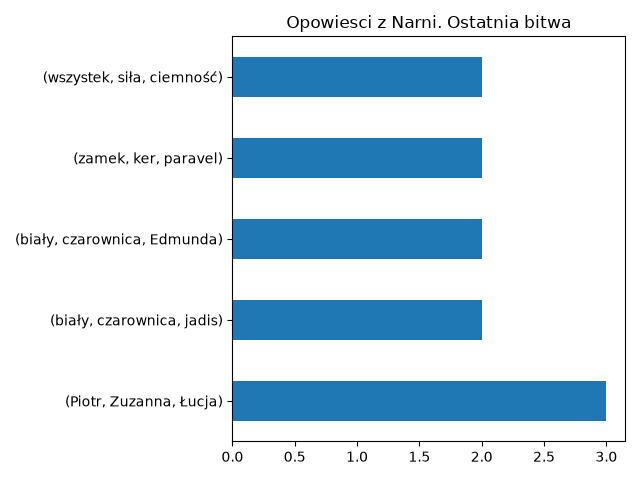 Opowiesci z Narni. Ostatnia bitwa
(wszystek, siła, ciemność)
(zamek, ker, paravel)
(biały, czarownica, Edmunda)
(biały, czarownica, jadis)
(Piotr, Zuzanna, Łucja)
0.0 0.5 1.0 1.5 2.0 2.5 3.0